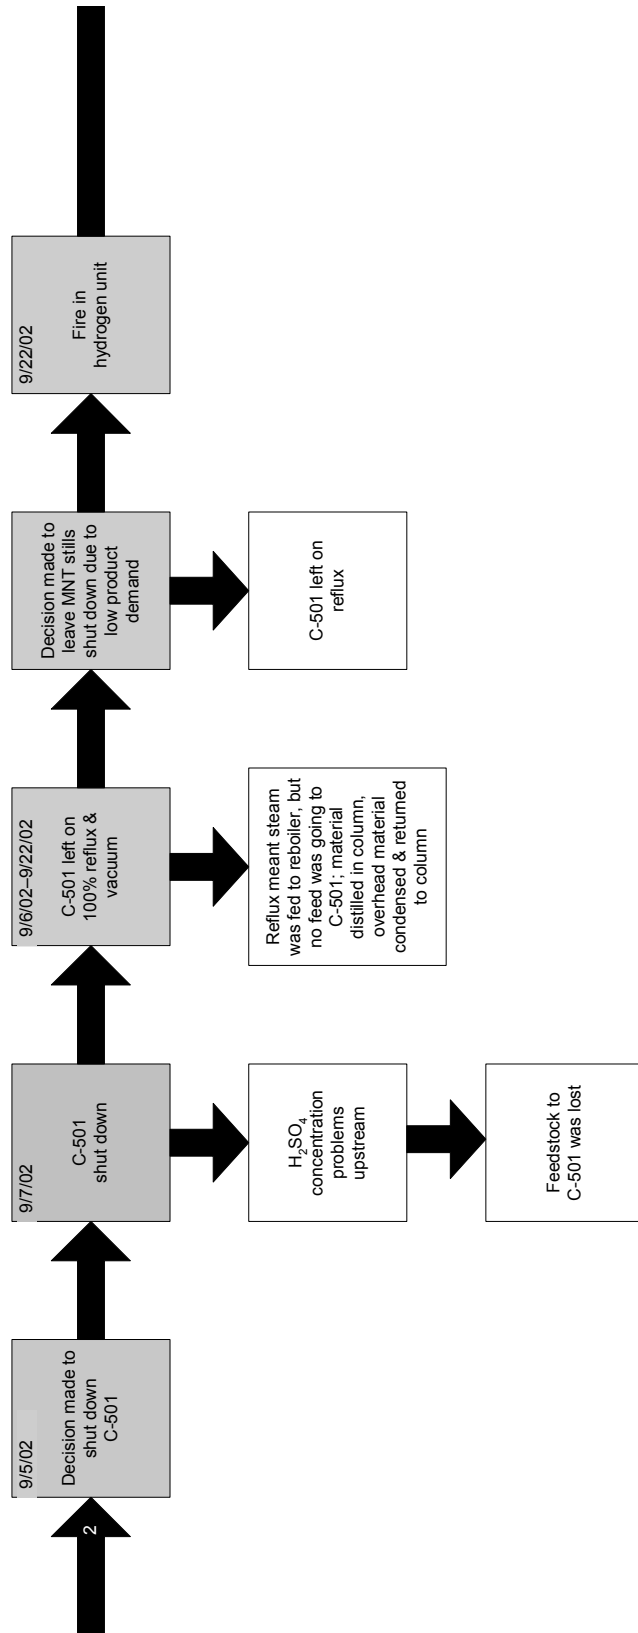 2
9/5/02
Decision made to
shut down
C-501
9/7/02
C-501
shut down
H₂SO₄
concentration
problems
upstream
Feedstock to
C-501 was lost
9/6/02–9/22/02
C-501 left on
100% reflux &
vacuum
Reflux meant steam
was fed to reboiler, but
no feed was going to
C-501; material
distilled in column,
overhead material
condensed & returned
to column
Decision made to
leave MNT stills
shut down due to
low product
demand
C-501 left on
reflux
9/22/02
Fire in
hydrogen unit